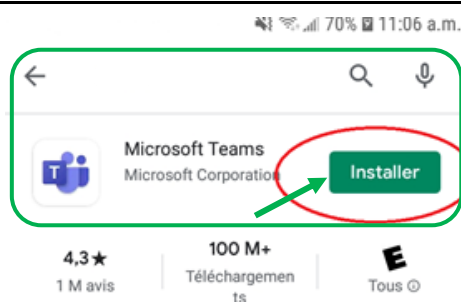 70% 11:06 a.m.
Microsoft Teams
Microsoft Corporation
Installer
4,3★
1 M avis
100 M+
Téléchargemen
ts
E
Tous